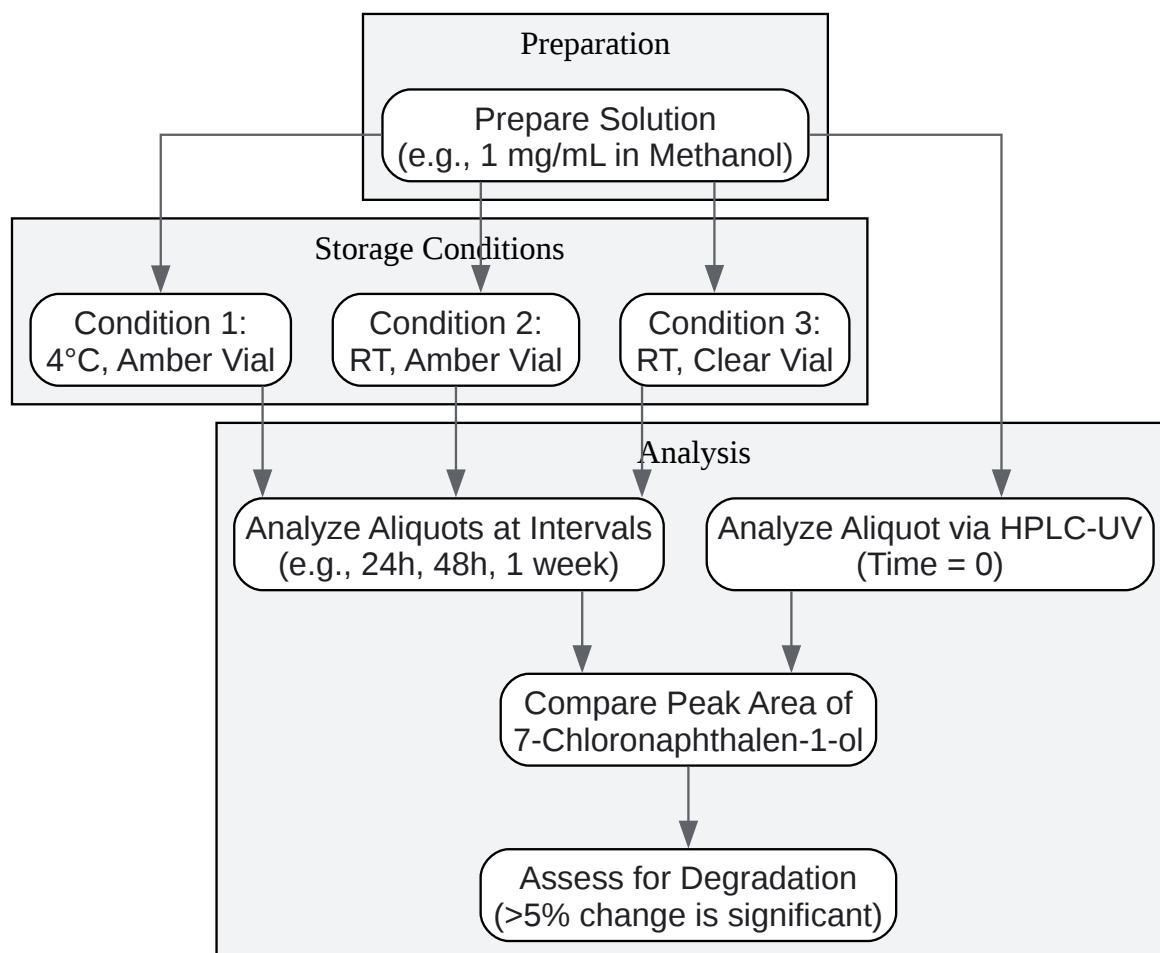 Preparation
Prepare Solution
(e.g., 1 mg/mL in Methanol)
Storage Conditions
Condition 1:
4°C, Amber Vial
Condition 2:
RT, Amber Vial
Condition 3:
RT, Clear Vial
Analysis
Analyze Aliquots at Intervals
(e.g., 24h, 48h, 1 week)
Analyze Aliquot via HPLC-UV
(Time = 0)
Compare Peak Area of
7-Chloronaphthalen-1-ol
Assess for Degradation
(>5% change is significant)